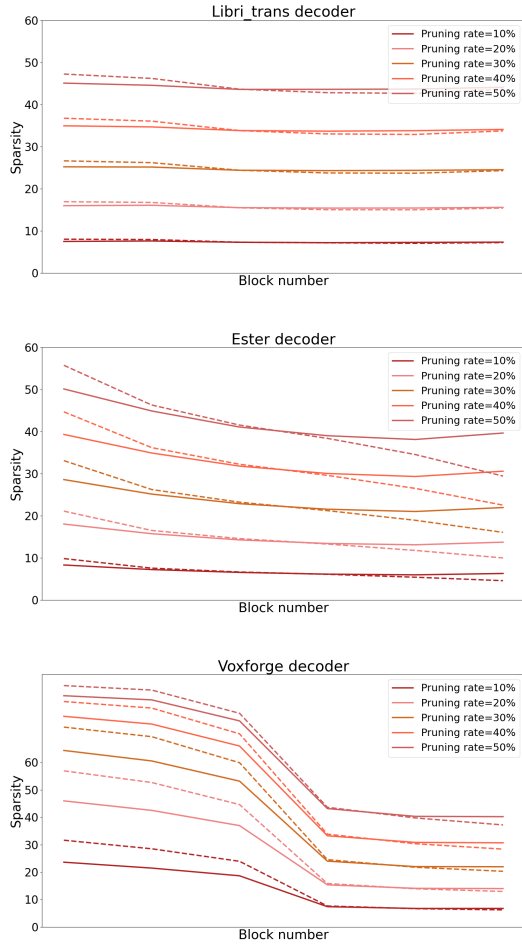 Libri_trans decoder
60
50
40
30
20
10
0
Sparsity
Pruning rate=10%
Pruning rate=20%
Pruning rate=30%
Pruning rate=40%
Pruning rate=50%
Block number
Ester decoder
60
50
40
30
20
10
0
Sparsity
Pruning rate=10%
Pruning rate=20%
Pruning rate=30%
Pruning rate=40%
Pruning rate=50%
Block number
Voxforge decoder
60
50
40
30
20
10
0
Sparsity
Pruning rate=10%
Pruning rate=20%
Pruning rate=30%
Pruning rate=40%
Pruning rate=50%
Block number